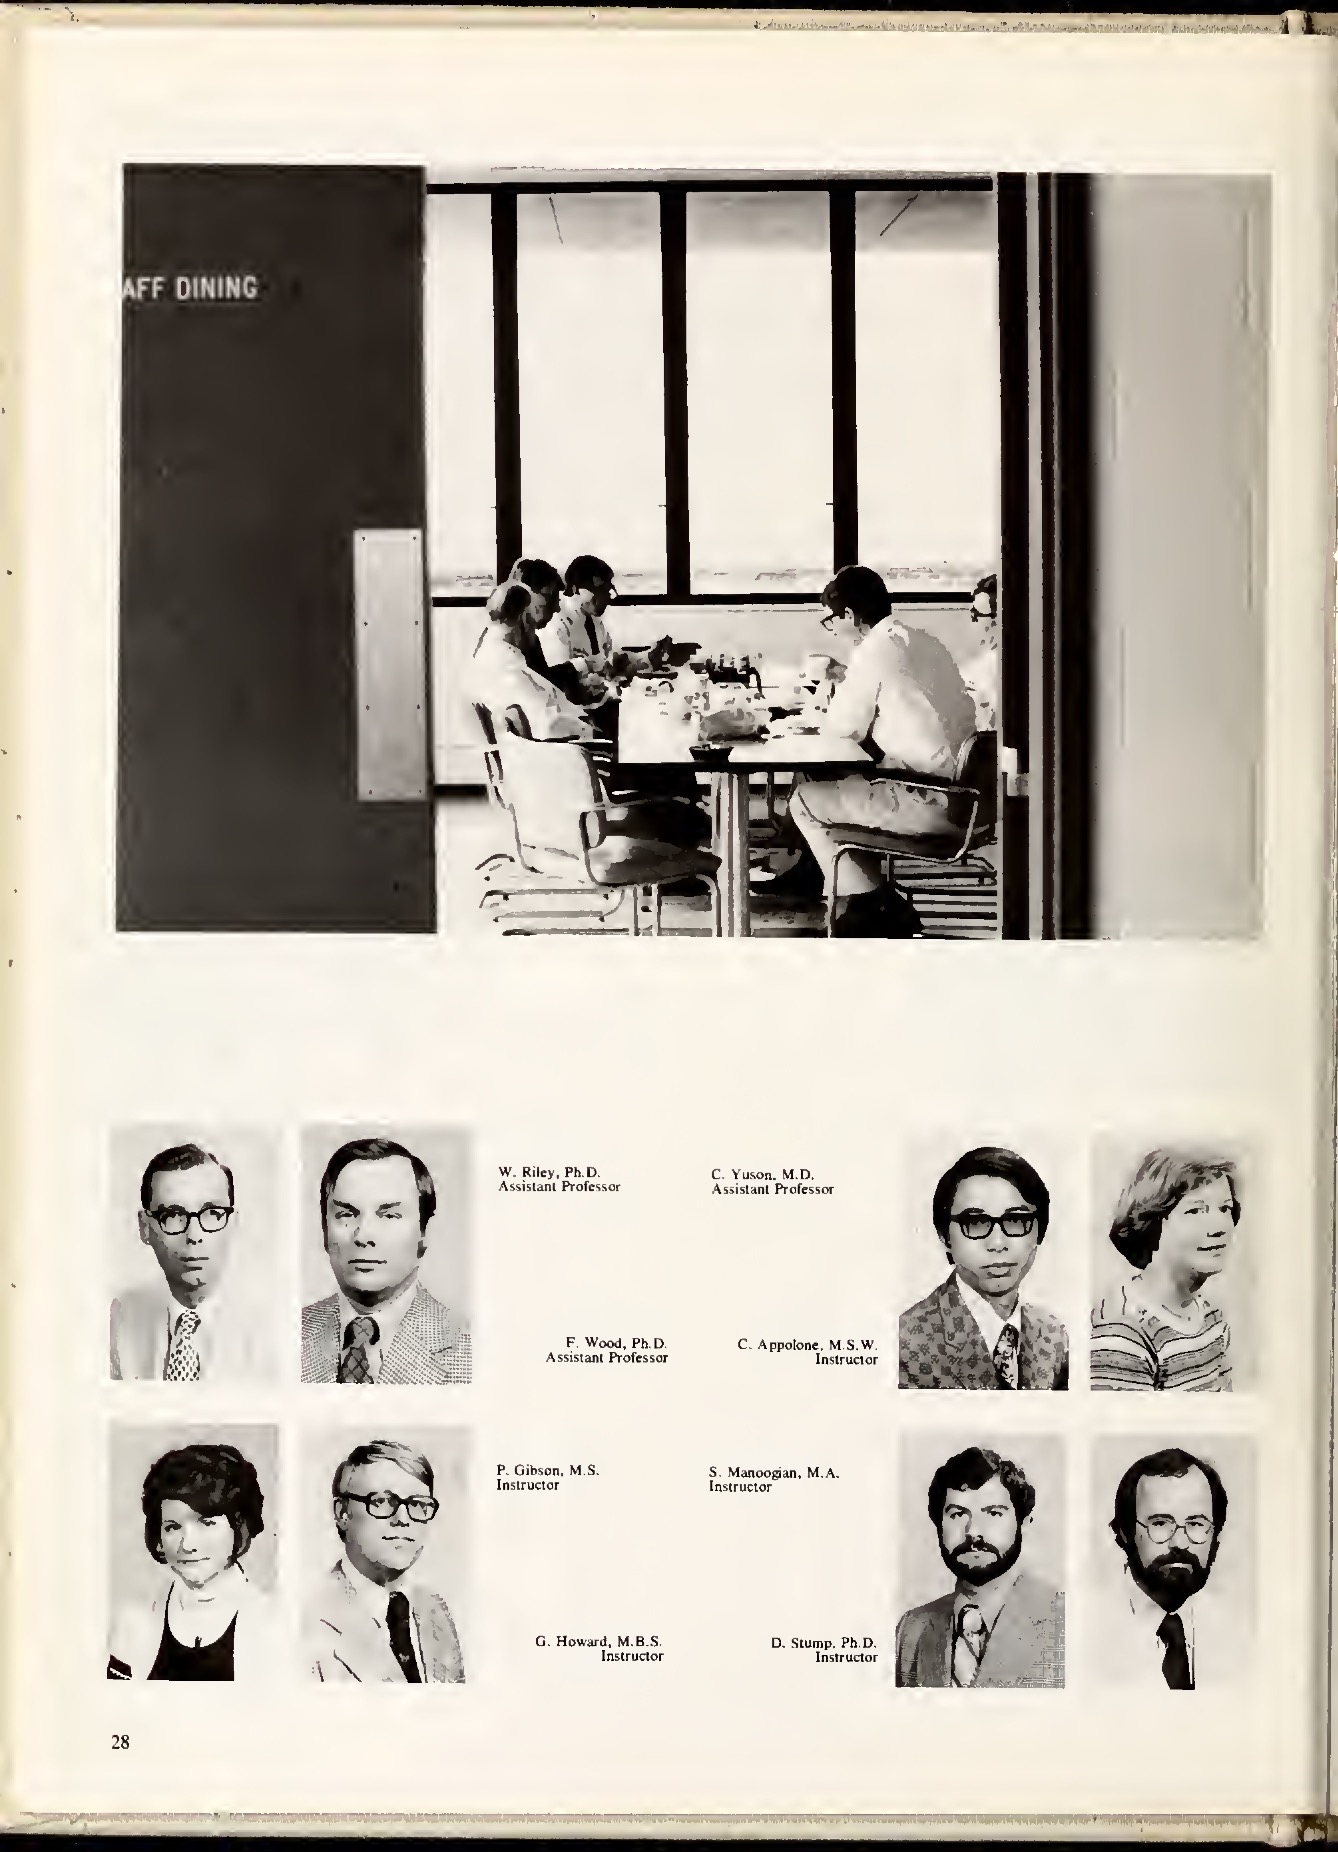 AFF DINING
W. Riley, Ph.D.
Assistant Professor
C. Yuson, M.D.
Assistant Professor
F. Wood, Ph.D.
Assistant Professor
C. Appolone, M.S.W.
Instructor
P. Gibson, M.S.
Instructor
S. Manoogian, M.A.
Instructor
G. Howard, M.B.S.
Instructor
D. Stump, Ph.D.
Instructor
28